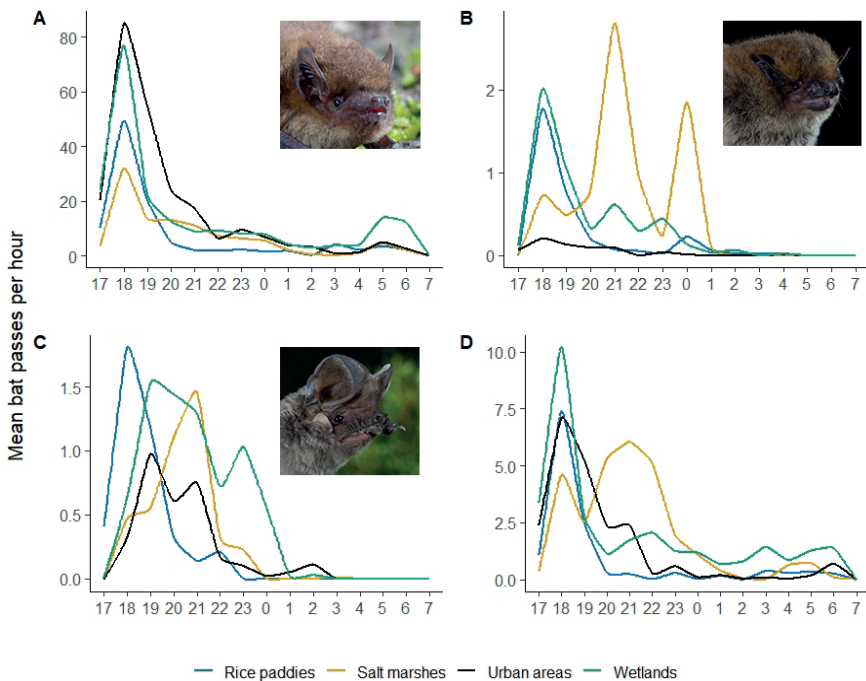 A
B
80
60
40
20
0
17 18 19 20 21 22 23 0 1 2 3 4 5 6 7
2
1
0
17 18 19 20 21 22 23 0 1 2 3 4 5 6 7
Mean bat passes per hour
C
D
1.5
1.0
0.5
0.0
17 18 19 20 21 22 23 0 1 2 3 4 5 6 7
10.0
7.5
5.0
2.5
0.0
17 18 19 20 21 22 23 0 1 2 3 4 5 6 7
Rice paddies Salt marshes Urban areas Wetlands